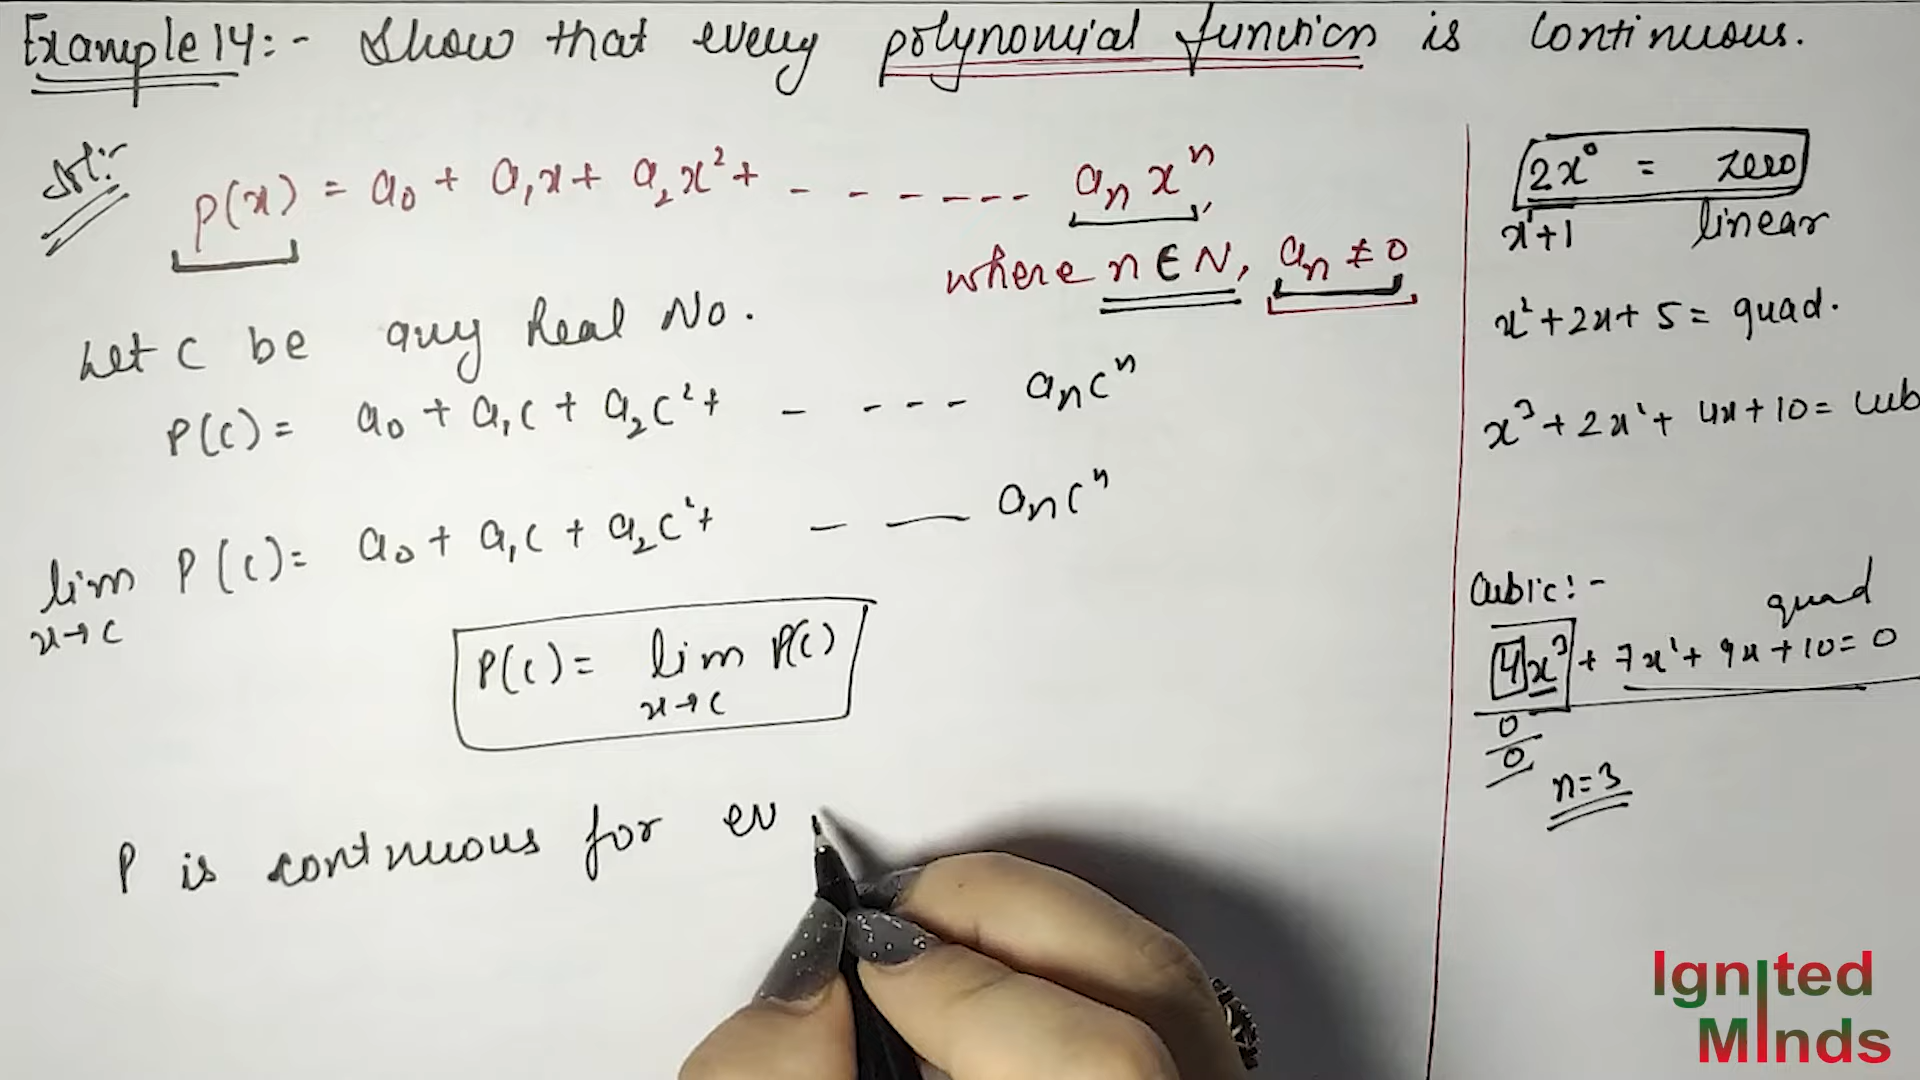 Example 14:- Show that every polynomial function is continuous.
Sol:-
P(x) = a₀ + a₁x + a₂x² + - - - - - - - aₙxⁿ,
where n ∈ N, aₙ ≠ 0
Let C be any Real No.
P(c) = a₀ + a₁c + a₂c² + - - - - - aₙcⁿ
lim P(c) = a₀ + a₁c + a₂c² + - — aₙcⁿ
x→c
P(c) = lim P(c)
x→c
P is continuous for ev
2x⁰ = zero
x¹+1 linear
x²+2x+5 = quad.
x³+2x²+4x+10 = cub
Cubic:-
quad
4x³ + 7x² + 9x + 10 = 0
0
0
n=3
Ignited
Minds